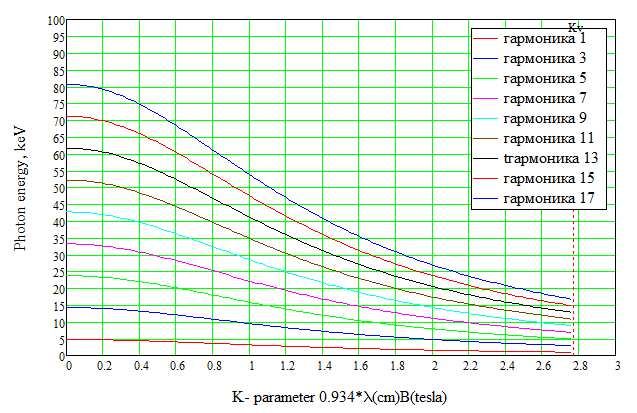 Kv
100
95
90
85
80
75
70
65
60
55
50
45
40
35
30
25
20
15
10
5
0
Photon energy, keV
гармоника 1
гармоника 3
гармоника 5
гармоника 7
гармоника 9
гармоника 11
trармоника 13
гармоника 15
гармоника 17
0 0.2 0.4 0.6 0.8 1 1.2 1.4 1.6 1.8 2 2.2 2.4 2.6 2.8 3
K- parameter 0.934*λ(cm)B(tesla)